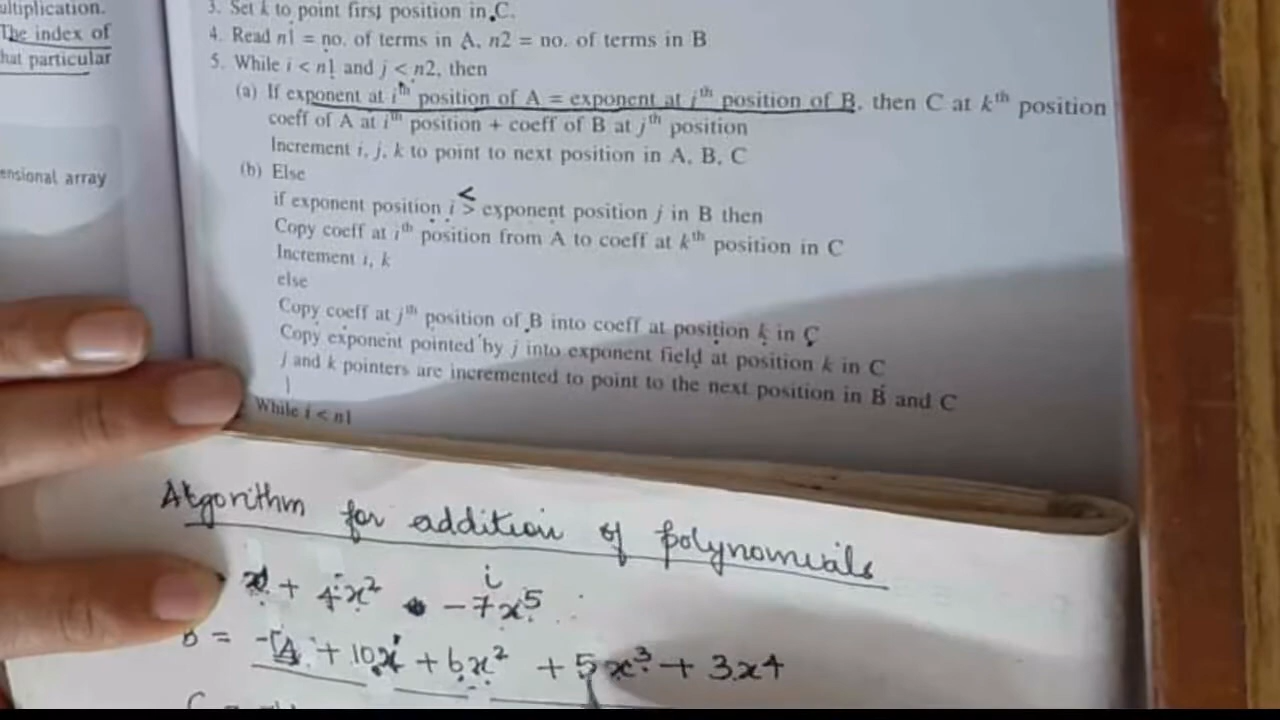 ultiplication.
The index of
hat particular
ensional array
3. Set k to point first position in C.
4. Read n1 = no. of terms in A, n2 = no. of terms in B
5. While i < n1 and j < n2, then
(a) If exponent at iᵗʰ position of A = exponent at jᵗʰ position of B, then C at kᵗʰ position
coeff of A at iᵗʰ position + coeff of B at jᵗʰ position
Increment i, j, k to point to next position in A, B, C
(b) Else
<
if exponent position i > exponent position j in B then
Copy coeff at iᵗʰ position from A to coeff at kᵗʰ position in C
Increment i, k
else
Copy coeff at jᵗʰ position of B into coeff at position k in C
Copy exponent pointed by j into exponent field at position k in C
j and k pointers are incremented to point to the next position in B and C
While i < n1
Algorithm for addition of polynomials
i
+ 4x² -7x⁵
B = + 10x + 6x² + 5x³ + 3x4